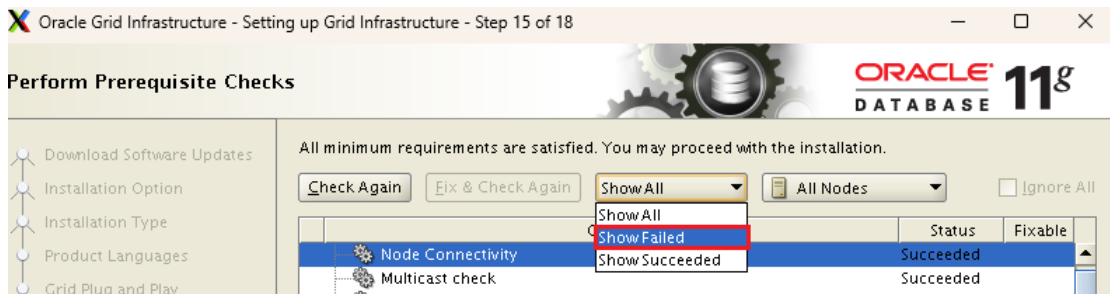 Oracle Grid Infrastructure - Setting up Grid Infrastructure - Step 15 of 18
Perform Prerequisite Checks
ORACLE DATABASE 11g
Download Software Updates
Installation Option
Installation Type
Product Languages
Grid Plug and Play
All minimum requirements are satisfied. You may proceed with the installation.
Check Again Fix & Check Again Show All All Nodes Ignore All
Show All
Show Failed
Show Succeeded
Status Fixable
Node Connectivity Succeeded
Multicast check Succeeded